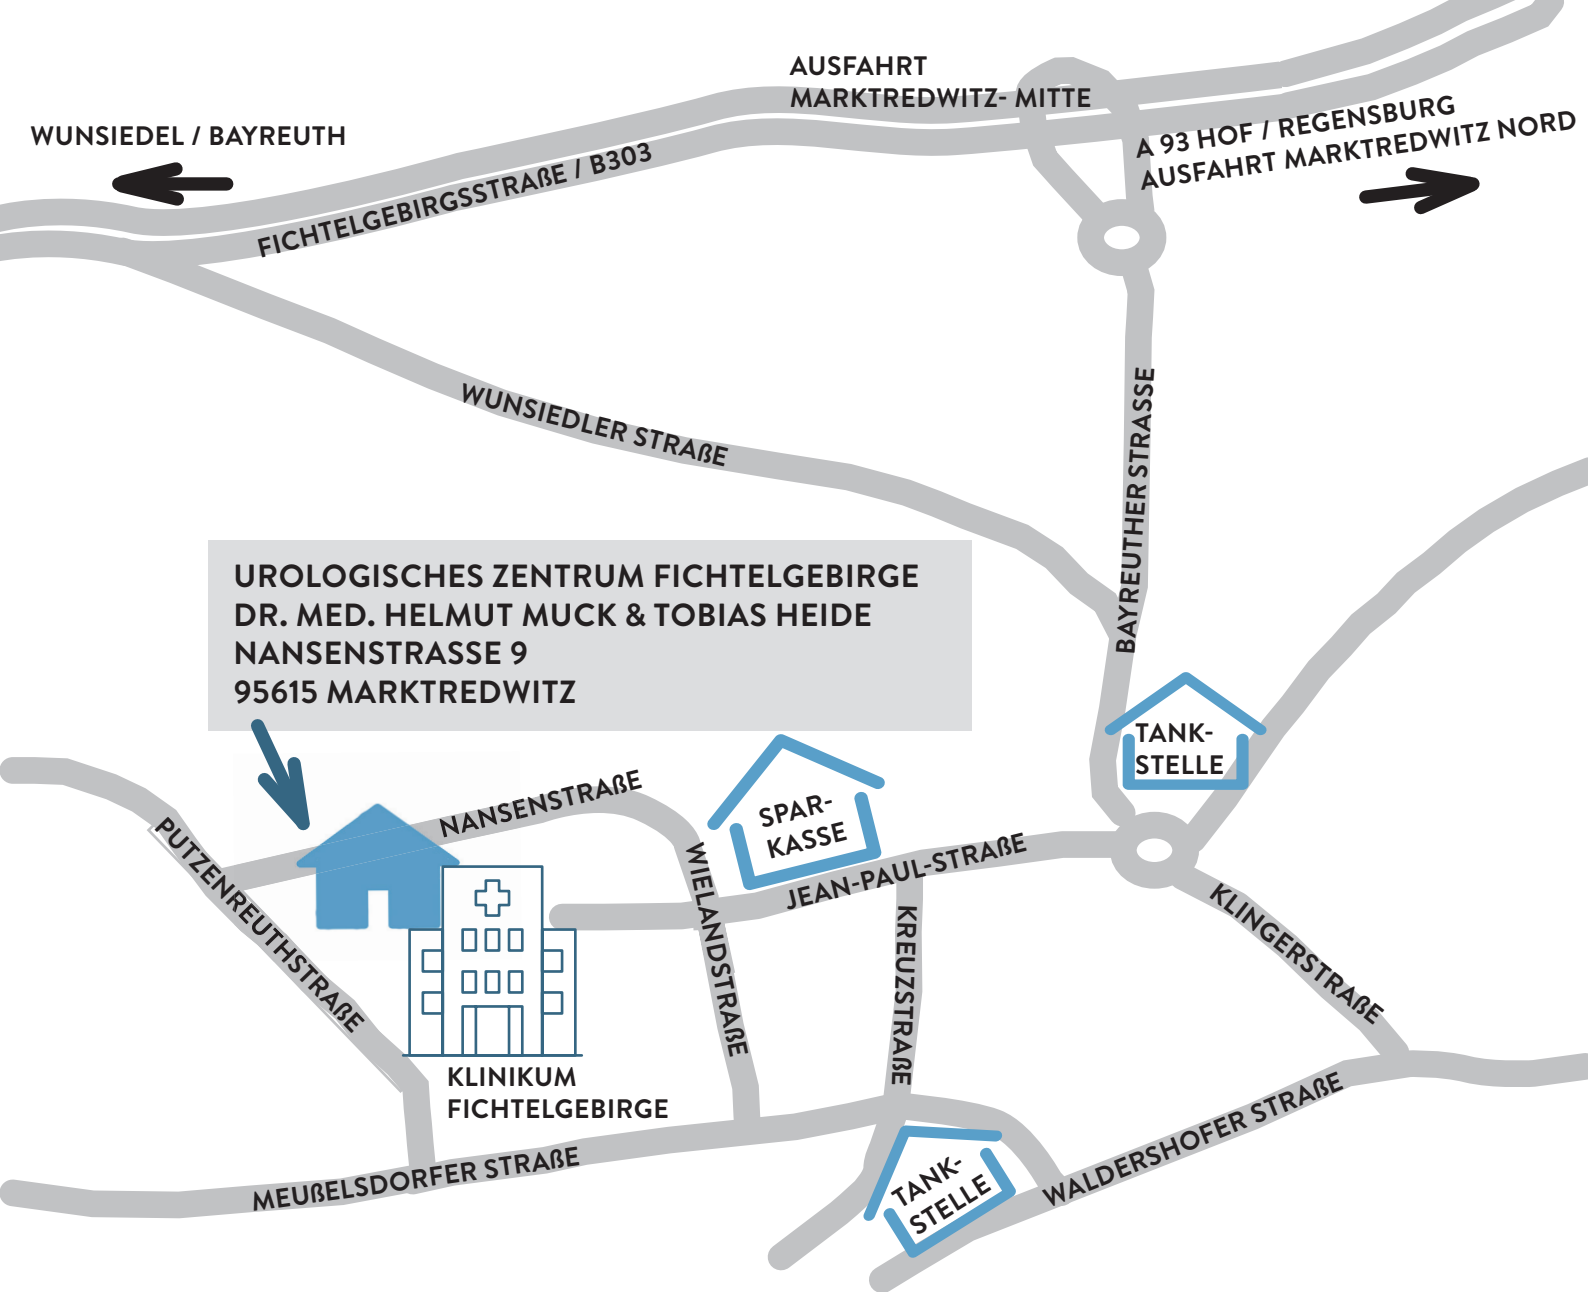 AUSFAHRT
MARKTREDWITZ- MITTE
WUNSIEDEL / BAYREUTH
A 93 HOF / REGENSBURG
AUSFAHRT MARKTREDWITZ NORD
FICHTELGEBIRGSSTRAßE / B303
WUNSIEDLER STRAßE
BAYREUTHER STRASSE
UROLOGISCHES ZENTRUM FICHTELGEBIRGE
DR. MED. HELMUT MUCK & TOBIAS HEIDE
NANSENSTRASSE 9
95615 MARKTREDWITZ
TANK-
STELLE
NANSENSTRAßE
SPAR-
KASSE
PUTZENREUTHSTRAßE
WIELANDSTRAßE
JEAN-PAUL-STRAßE
KREUZSTRAßE
KLINGERSTRAßE
KLINIKUM
FICHTELGEBIRGE
MEUßELSDORFER STRAßE
TANK-
STELLE
WALDERSHOFER STRAßE